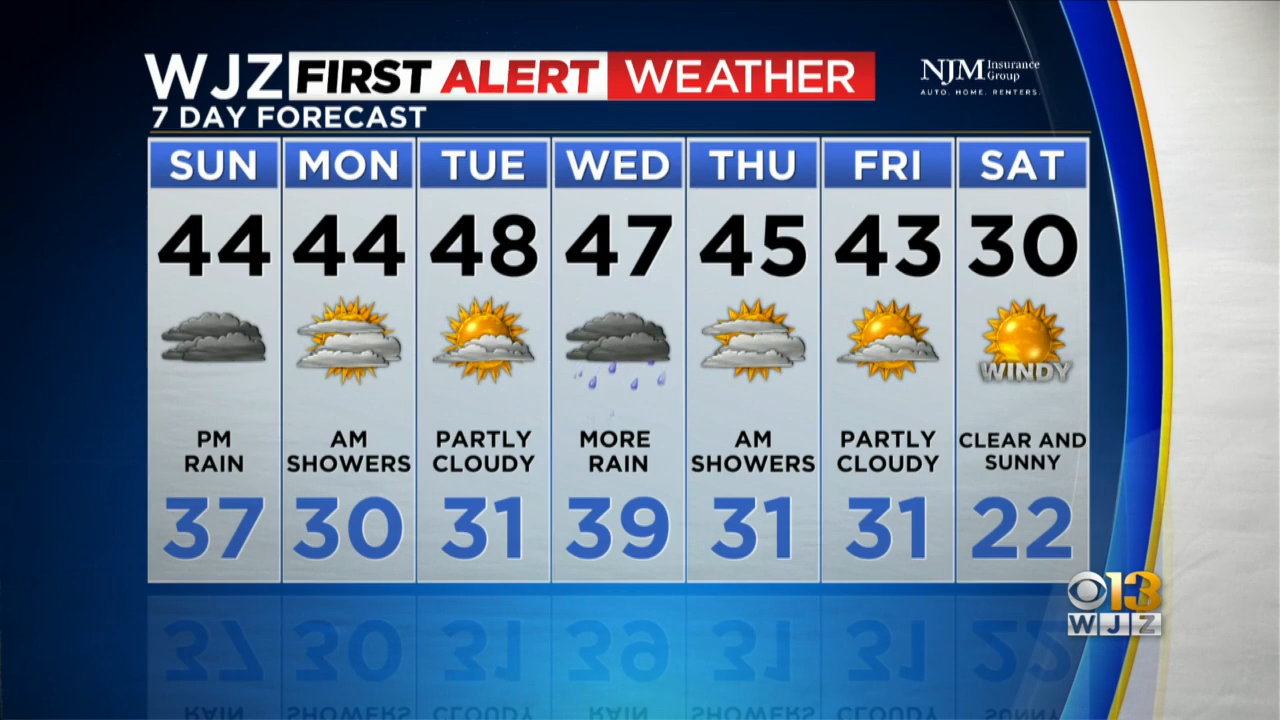 WJZ FIRST ALERT WEATHER
NJM Insurance Group
AUTO. HOME. RENTERS.
7 DAY FORECAST
SUN MON TUE WED THU FRI SAT
44 44 48 47 45 43 30
WINDY
PM AM PARTLY MORE AM PARTLY CLEAR AND
RAIN SHOWERS CLOUDY RAIN SHOWERS CLOUDY SUNNY
37 30 31 39 31 31 22
13
WJZ